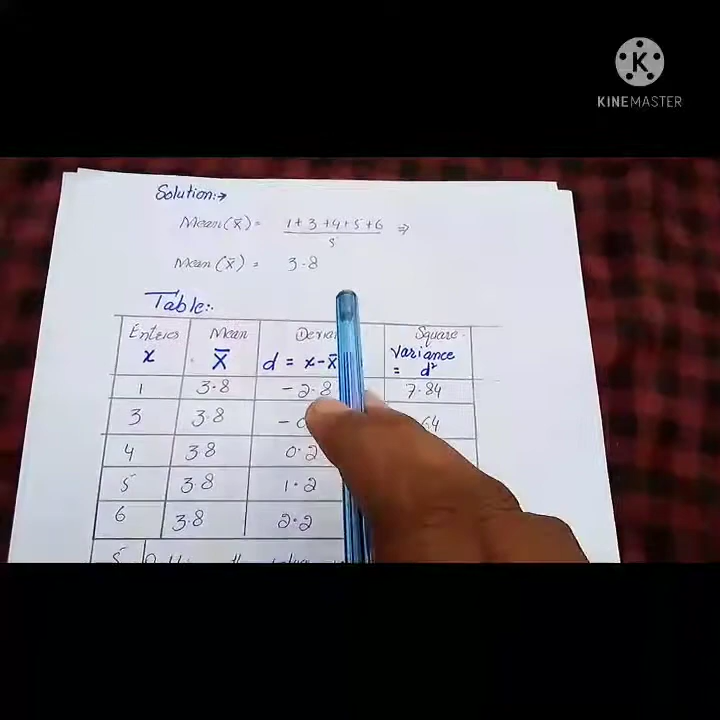 KINEMASTER
Solution:→
Mean (x̄) = 1+3+4+5+6 / 5 ⇒
Mean (x̄) = 3.8
Table:.
Entries x | Mean X̄ | d = x-x̄ | Square Variance = d²
1 | 3.8 | -2.8 | 7.84
3 | 3.8
4 | 3.8 | 0.2
5 | 3.8 | 1.2
6 | 3.8 | 2.2